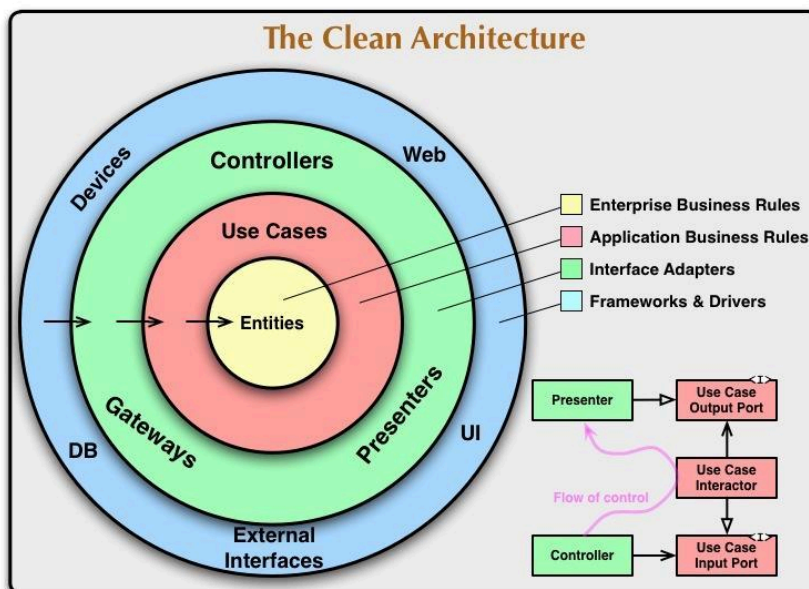 The Clean Architecture
Devices
Web
Controllers
Use Cases
Entities
Gateways
Presenters
DB
UI
External
Interfaces
Enterprise Business Rules
Application Business Rules
Interface Adapters
Frameworks & Drivers
Presenter
<I>
Use Case
Output Port
Flow of control
Use Case
Interactor
Controller
<I>
Use Case
Input Port